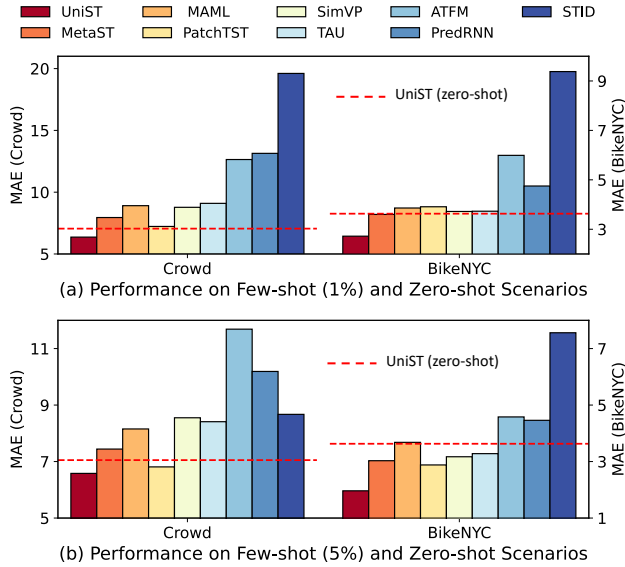 UniST MAML SimVP ATFM STID
MetaST PatchTST TAU PredRNN
20
15
10
5
MAE (Crowd)
UniST (zero-shot)
9
7
5
3
MAE (BikeNYC)
Crowd BikeNYC
(a) Performance on Few-shot (1%) and Zero-shot Scenarios
11
9
7
5
MAE (Crowd)
UniST (zero-shot)
7
5
3
1
MAE (BikeNYC)
Crowd BikeNYC
(b) Performance on Few-shot (5%) and Zero-shot Scenarios